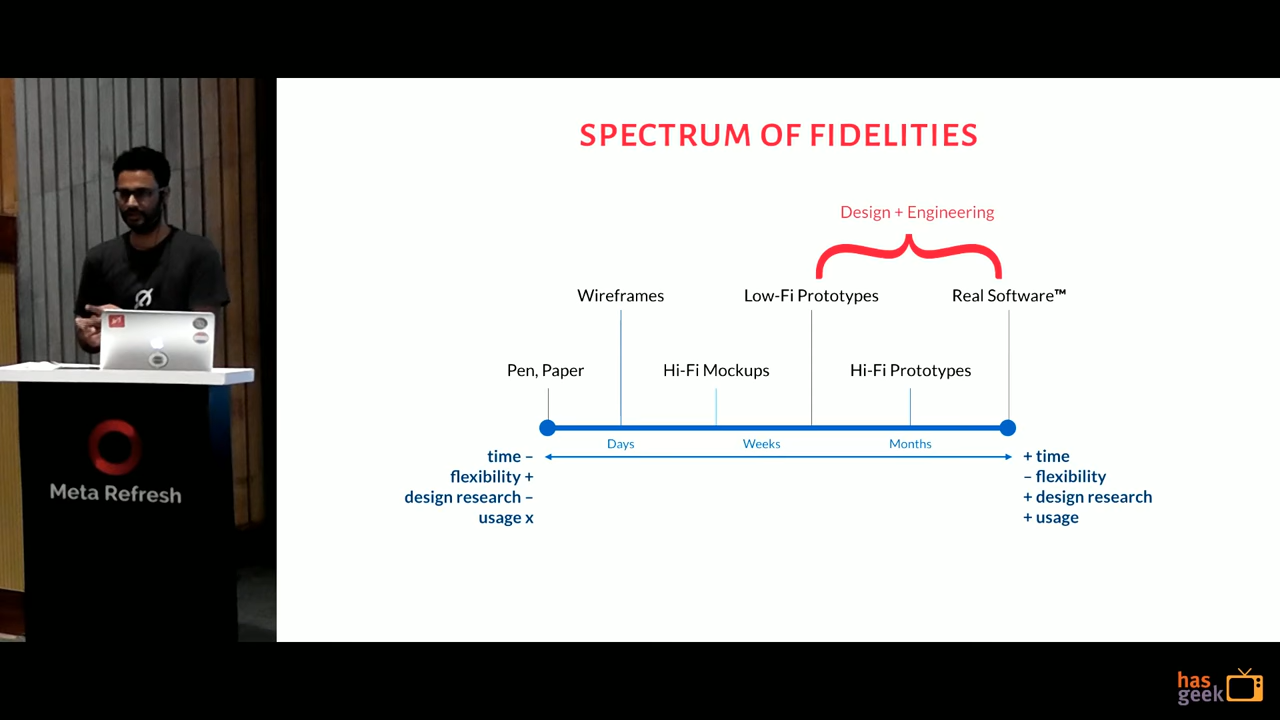 SPECTRUM OF FIDELITIES
Design + Engineering
Wireframes
Low-Fi Prototypes
Real Software™
Pen, Paper
Hi-Fi Mockups
Hi-Fi Prototypes
Days
Weeks
Months
time –
flexibility +
design research –
usage x
+ time
– flexibility
+ design research
+ usage
Meta Refresh
has
geek